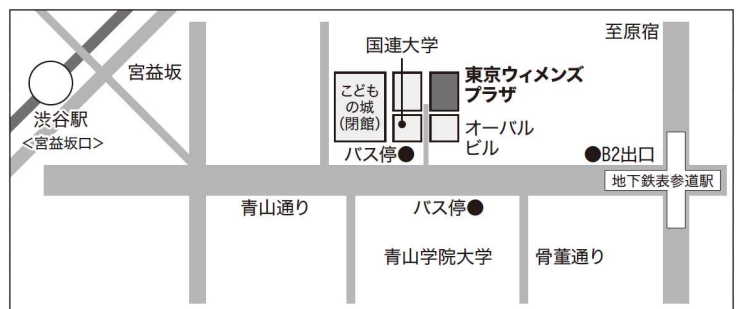 国連大学
至原宿
宮益坂
こども
の城
(閉館)
東京ウィメンズ
プラザ
渋谷駅
<宮益坂口>
オーバル
ビル
バス停●
●B2出口
地下鉄表参道駅
青山通り
バス停●
青山学院大学
骨董通り